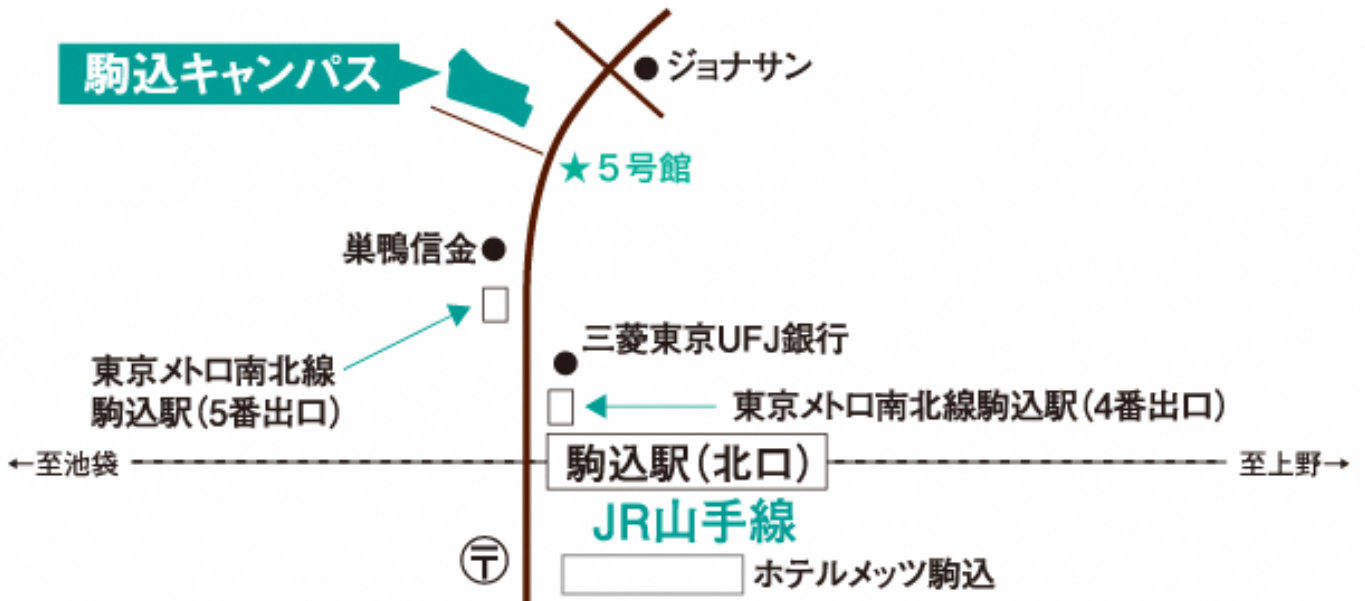 駒込キャンパス
ジョナサン
★5号館
巣鴨信金
三菱東京UFJ銀行
東京メトロ南北線
駒込駅(5番出口)
東京メトロ南北線駒込駅(4番出口)
←至池袋
駒込駅(北口)
至上野→
JR山手線
〒
ホテルメッツ駒込